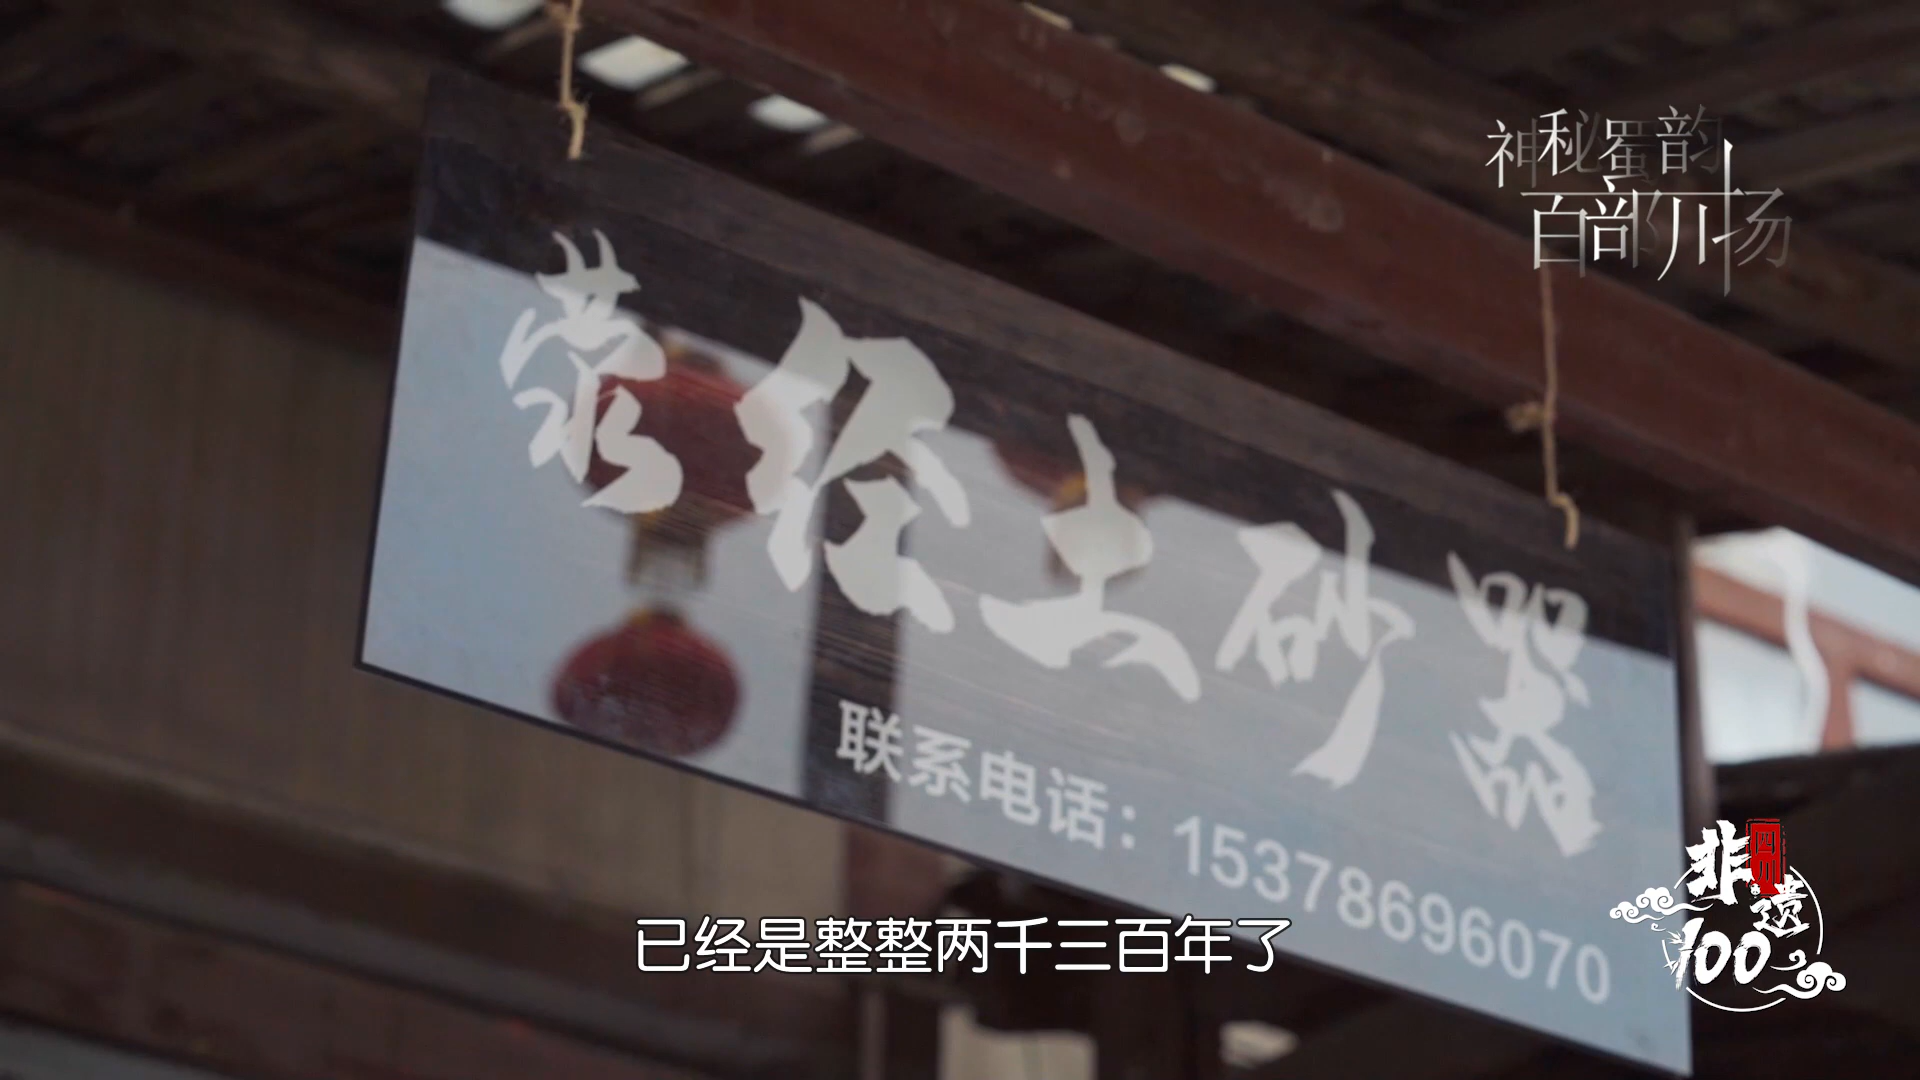 神秘蜀韵
百部川扬
荥经土砂器
联系电话：15378696070
四川
非遗
100
已经是整整两千三百年了